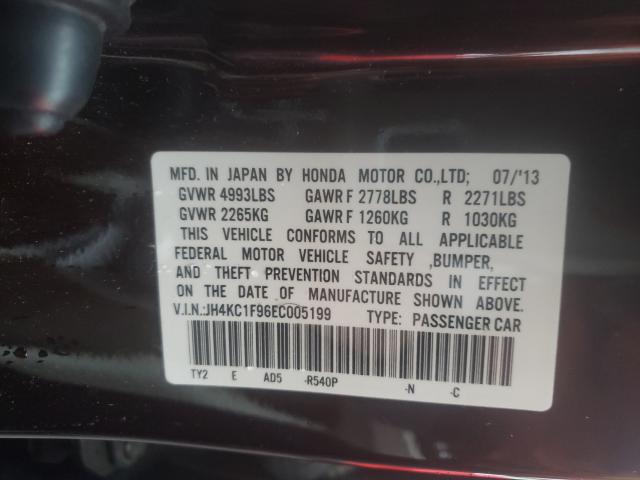 MFD. IN JAPAN BY HONDA MOTOR CO.,LTD; 07/'13
GVWR 4993LBS GAWR F 2778LBS R 2271LBS
GVWR 2265KG GAWR F 1260KG R 1030KG
THIS VEHICLE CONFORMS TO ALL APPLICABLE
FEDERAL MOTOR VEHICLE SAFETY ,BUMPER,
AND THEFT PREVENTION STANDARDS IN EFFECT
ON THE DATE OF MANUFACTURE SHOWN ABOVE.
V.I.N.:JH4KC1F96EC005199 TYPE: PASSENGER CAR
TY2 E AD5 -R540P -N -C